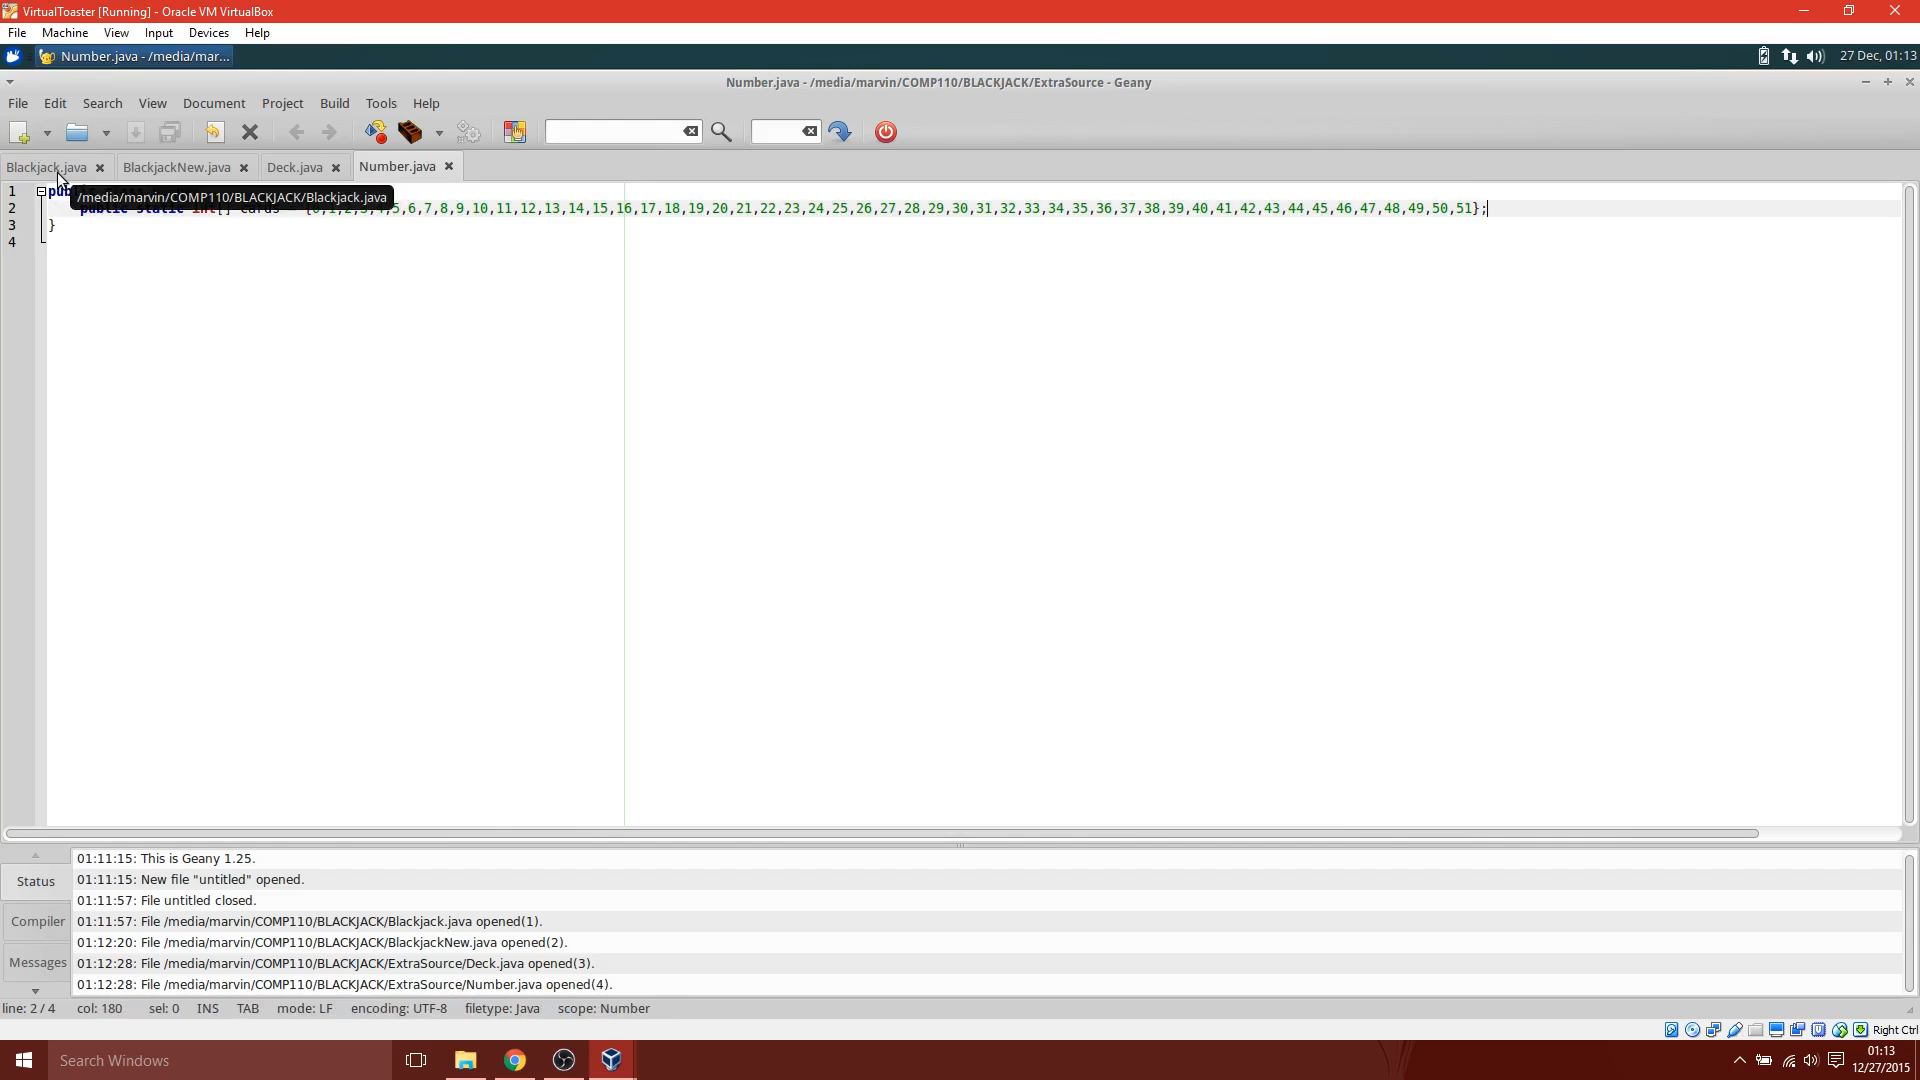 VirtualToaster [Running] - Oracle VM VirtualBox
File Machine View Input Devices Help
Number.java - /media/mar... 27 Dec, 01:13
Number.java - /media/marvin/COMP110/BLACKJACK/ExtraSource - Geany
File Edit Search View Document Project Build Tools Help
Blackjack.java BlackjackNew.java Deck.java Number.java
1 pub
/media/marvin/COMP110/BLACKJACK/Blackjack.java
2 public static int[] Cards = {0,1,2,3,4,5,6,7,8,9,10,11,12,13,14,15,16,17,18,19,20,21,22,23,24,25,26,27,28,29,30,31,32,33,34,35,36,37,38,39,40,41,42,43,44,45,46,47,48,49,50,51};
3 }
4
01:11:15: This is Geany 1.25.
Status
01:11:15: New file "untitled" opened.
01:11:57: File untitled closed.
Compiler
01:11:57: File /media/marvin/COMP110/BLACKJACK/Blackjack.java opened(1).
01:12:20: File /media/marvin/COMP110/BLACKJACK/BlackjackNew.java opened(2).
Messages
01:12:28: File /media/marvin/COMP110/BLACKJACK/ExtraSource/Deck.java opened(3).
01:12:28: File /media/marvin/COMP110/BLACKJACK/ExtraSource/Number.java opened(4).
line: 2 / 4 col: 180 sel: 0 INS TAB mode: LF encoding: UTF-8 filetype: Java scope: Number
Right Ctrl
Search Windows
01:13
12/27/2015